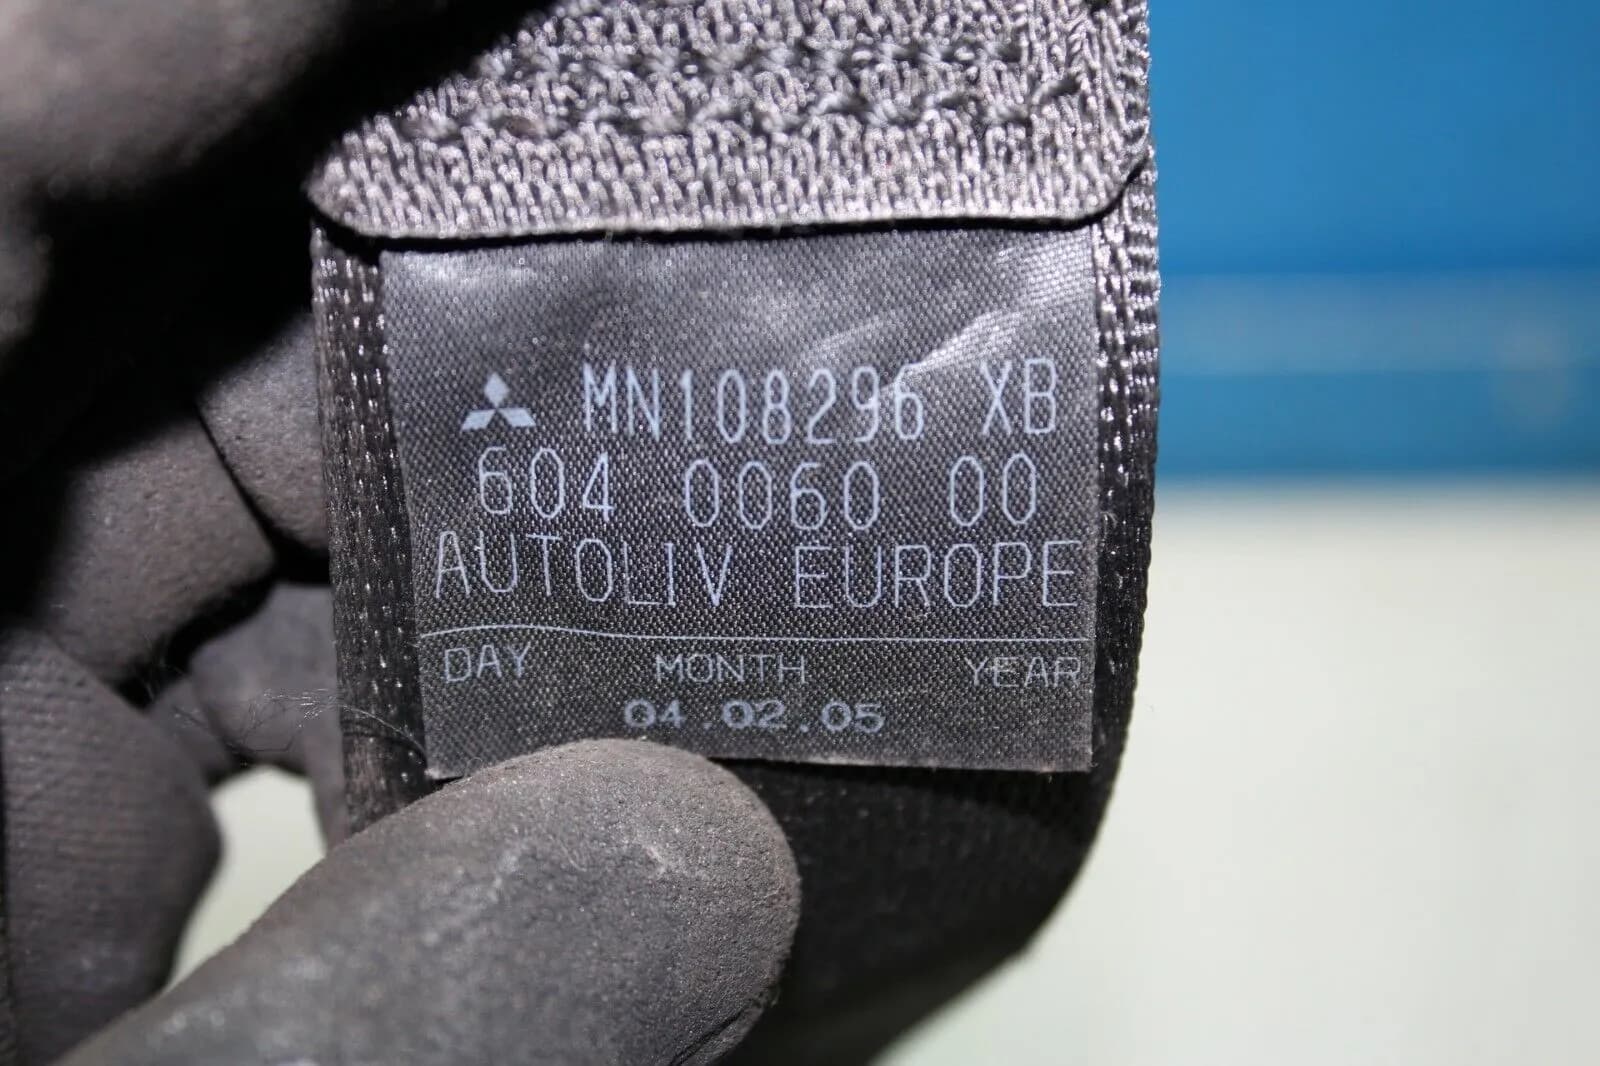 MN108296 XB
604 0060 00
AUTOLIV EUROPE
DAY MONTH YEAR
04.02.05